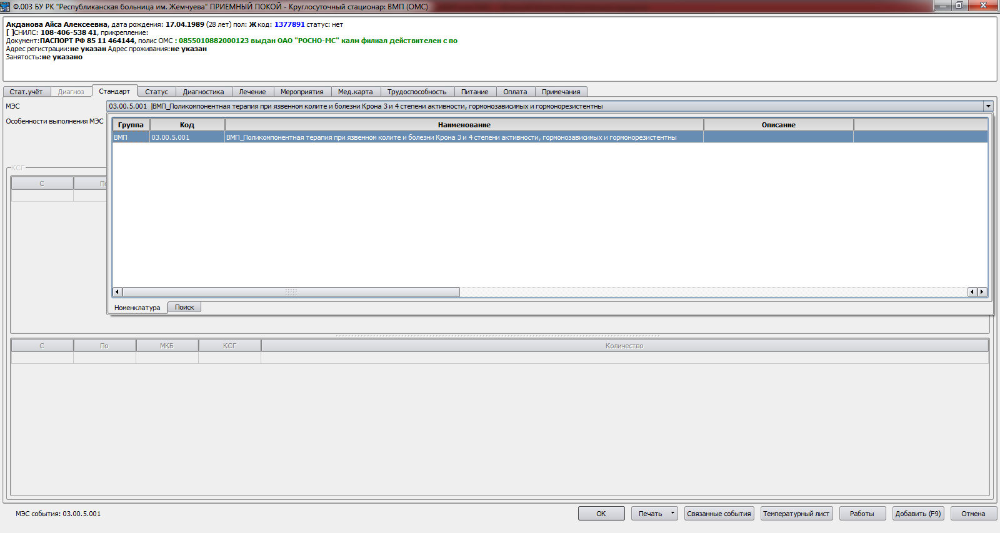 Ф.003 БУ РК "Республиканская больница им. Жемчуева" ПРИЕМНЫЙ ПОКОЙ - Круглосуточный стационар: ВМП (ОМС)
Акданова Айса Алексеевна, дата рождения: 17.04.1989 (28 лет) пол: Ж код: 1377891 статус: нет
[ ]СНИЛС: 108-406-538 41, прикрепление:
Документ:ПАСПОРТ РФ 85 11 464144, полис ОМС : 0855010882000123 выдан ОАО "РОСНО-МС" калм филиал действителен с по
Адрес регистрации:не указан Адрес проживания:не указан
Занятость:не указано
Стат.учёт Диагноз Стандарт Статус Диагностика Лечение Мероприятия Мед.карта Трудоспособность Питание Оплата Примечания
МЭС 03.00.5.001 |ВМП_Поликомпонентная терапия при язвенном колите и болезни Крона 3 и 4 степени активности, гормонозависимых и гормонорезистентны
Особенности выполнения МЭС
Группа Код Наименование Описание
ВМП 03.00.5.001 ВМП_Поликомпонентная терапия при язвенном колите и болезни Крона 3 и 4 степени активности, гормонозависимых и гормонорезистентны
КСГ
С По
Номенклатура Поиск
С По МКБ КСГ Количество
МЭС события: 03.00.5.001
ОК Печать Связанные события Температурный лист Работы Добавить (F9) Отмена